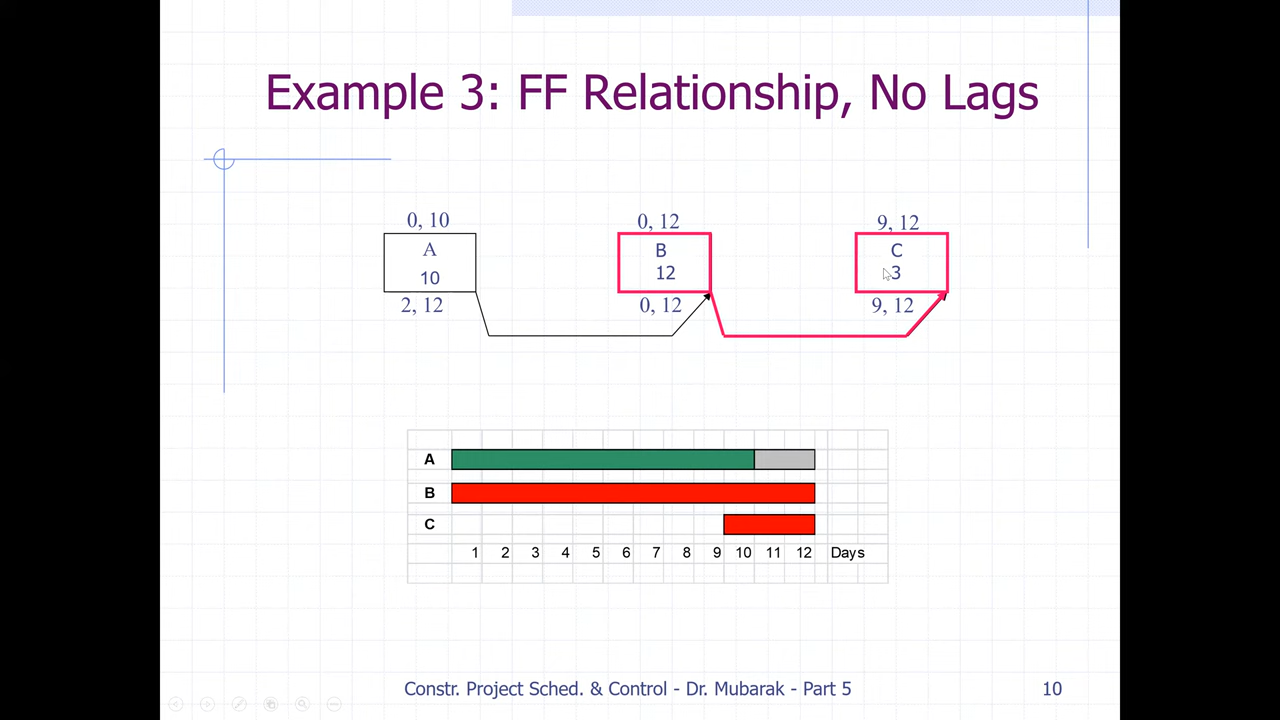 Example 3: FF Relationship, No Lags
0, 10 0, 12 9, 12
A B C
10 12 3
2, 12 0, 12 9, 12
A
B
C
1 2 3 4 5 6 7 8 9 10 11 12 Days
Constr. Project Sched. & Control - Dr. Mubarak - Part 5 10